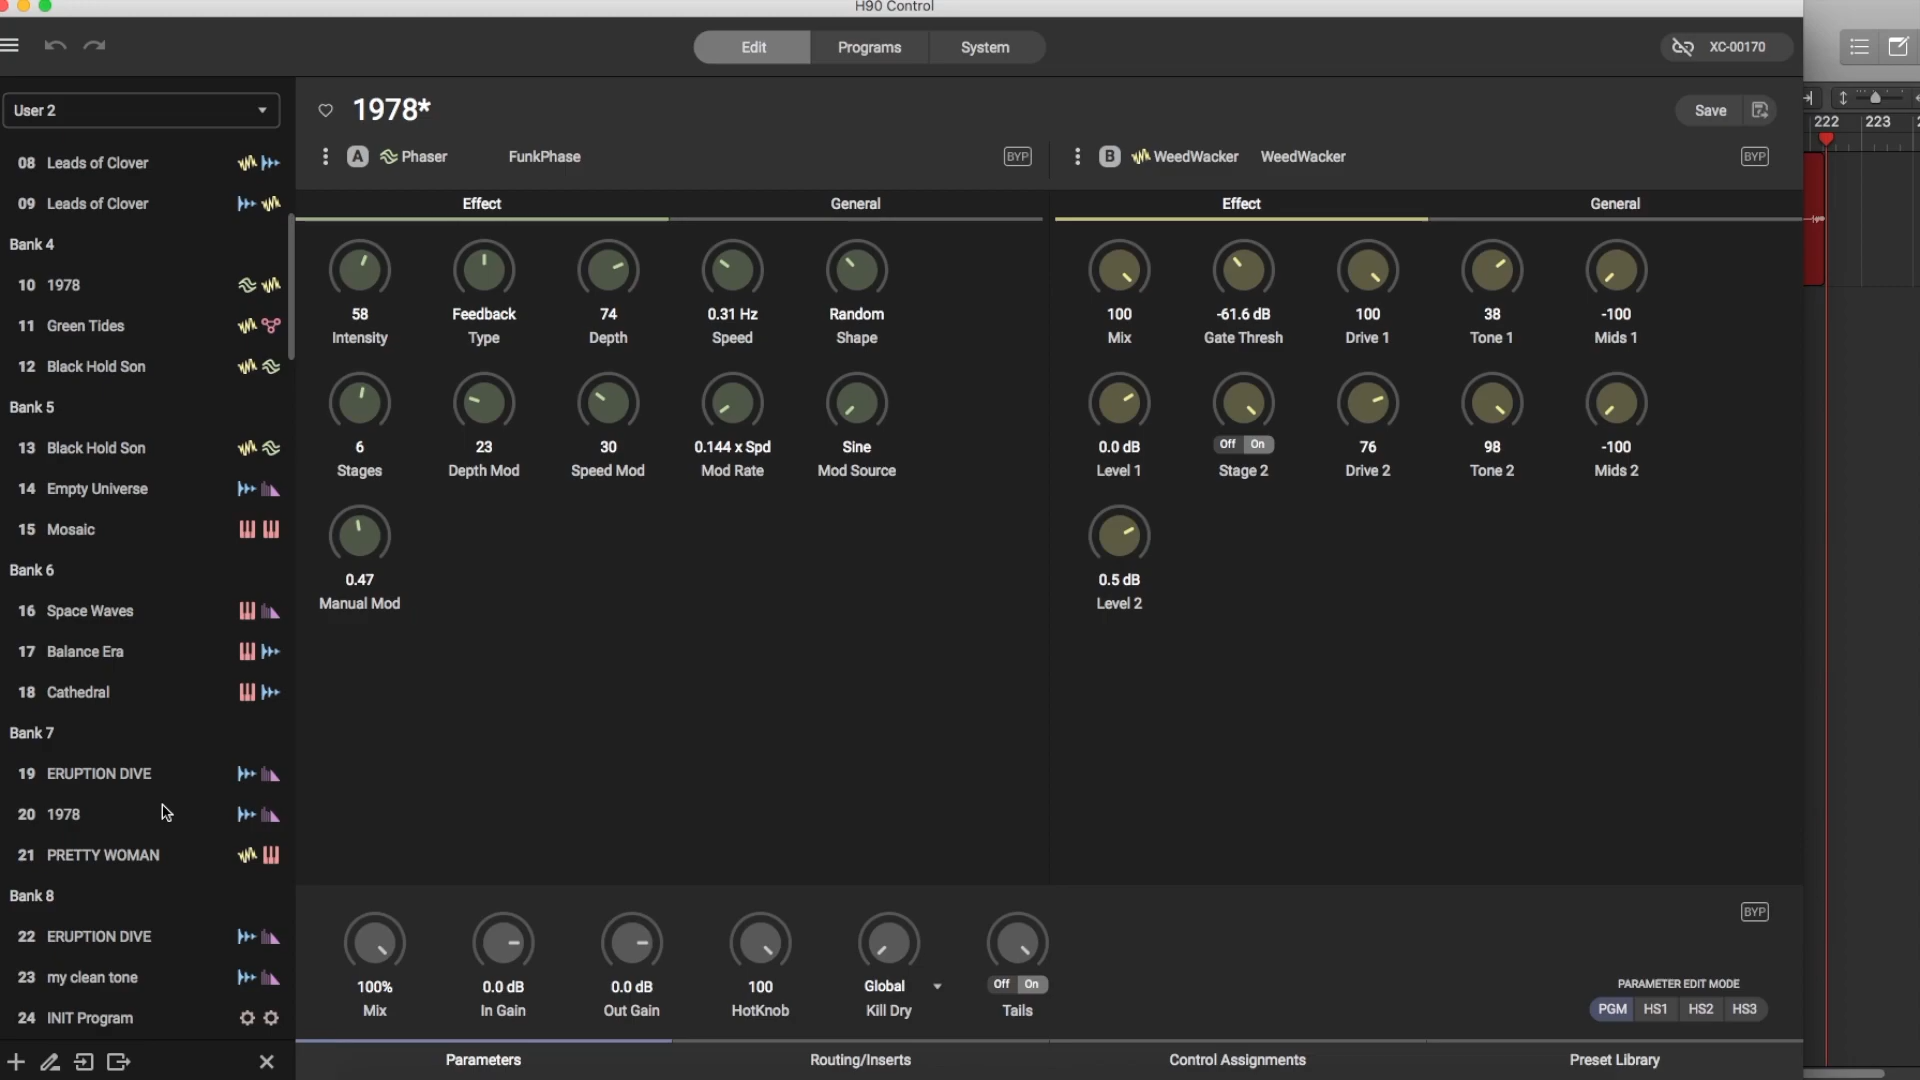 H90 Control
Edit
Programs
System
XC-00170
User 2
1978*
Save
A Phaser FunkPhase BYP
B WeedWacker WeedWacker BYP
08 Leads of Clover
09 Leads of Clover
Bank 4
10 1978
11 Green Tides
12 Black Hold Son
Bank 5
13 Black Hold Son
14 Empty Universe
15 Mosaic
Bank 6
16 Space Waves
17 Balance Era
18 Cathedral
Bank 7
19 ERUPTION DIVE
20 1978
21 PRETTY WOMAN
Bank 8
22 ERUPTION DIVE
23 my clean tone
24 INIT Program
Effect General
58 Feedback 74 0.31 Hz Random
Intensity Type Depth Speed Shape
6 23 30 0.144 x Spd Sine
Stages Depth Mod Speed Mod Mod Rate Mod Source
0.47
Manual Mod
Effect General
100 -61.6 dB 100 38 -100
Mix Gate Thresh Drive 1 Tone 1 Mids 1
0.0 dB Off On 76 98 -100
Level 1 Stage 2 Drive 2 Tone 2 Mids 2
0.5 dB
Level 2
BYP
100% 0.0 dB 0.0 dB 100 Global Off On
Mix In Gain Out Gain HotKnob Kill Dry Tails
PARAMETER EDIT MODE
PGM HS1 HS2 HS3
Parameters Routing/Inserts Control Assignments Preset Library
222 223